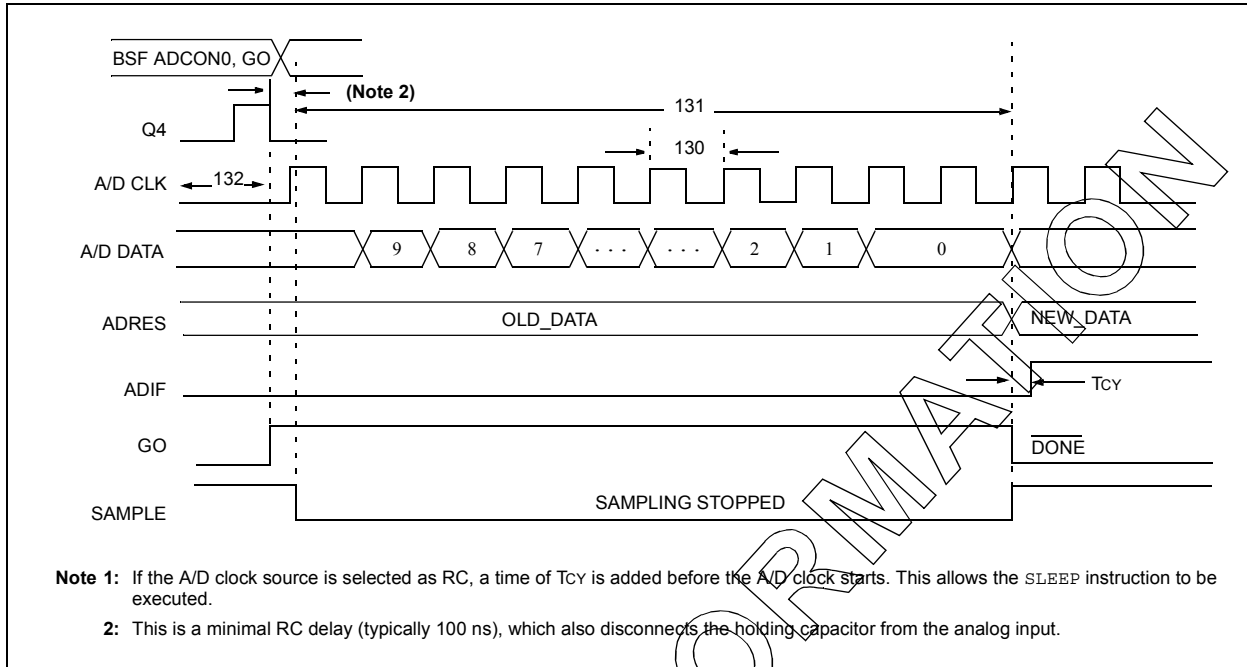 BSF ADCON0, GO
(Note 2)
131
Q4
130
A/D CLK
132
A/D DATA
9 8 7 · · · · · · 2 1 0
ADRES
OLD_DATA
NEW_DATA
ADIF
TCY
GO
DONE
SAMPLE
SAMPLING STOPPED
Note 1: If the A/D clock source is selected as RC, a time of TCY is added before the A/D clock starts. This allows the SLEEP instruction to be
executed.
2: This is a minimal RC delay (typically 100 ns), which also disconnects the holding capacitor from the analog input.
ORMATION